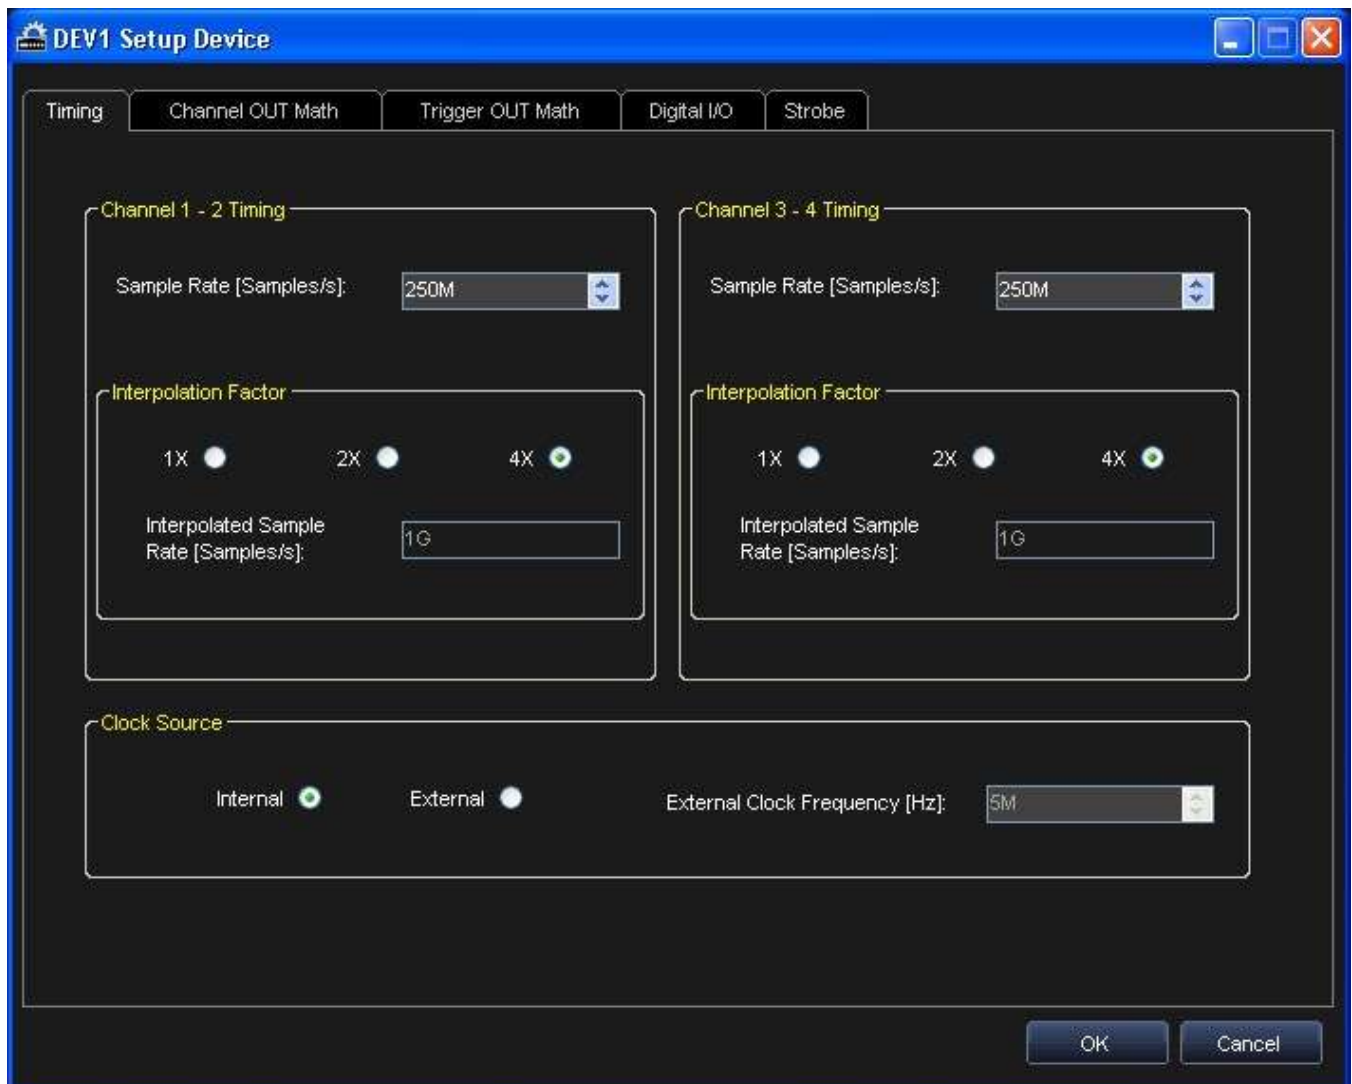 DEV1 Setup Device
Timing
Channel OUT Math
Trigger OUT Math
Digital I/O
Strobe
Channel 1 - 2 Timing
Sample Rate [Samples/s]:
250M
Interpolation Factor
1X
2X
4X
Interpolated Sample
Rate [Samples/s]:
1G
Channel 3 - 4 Timing
Sample Rate [Samples/s]:
250M
Interpolation Factor
1X
2X
4X
Interpolated Sample
Rate [Samples/s]:
1G
Clock Source
Internal
External
External Clock Frequency [Hz]:
5M
OK
Cancel